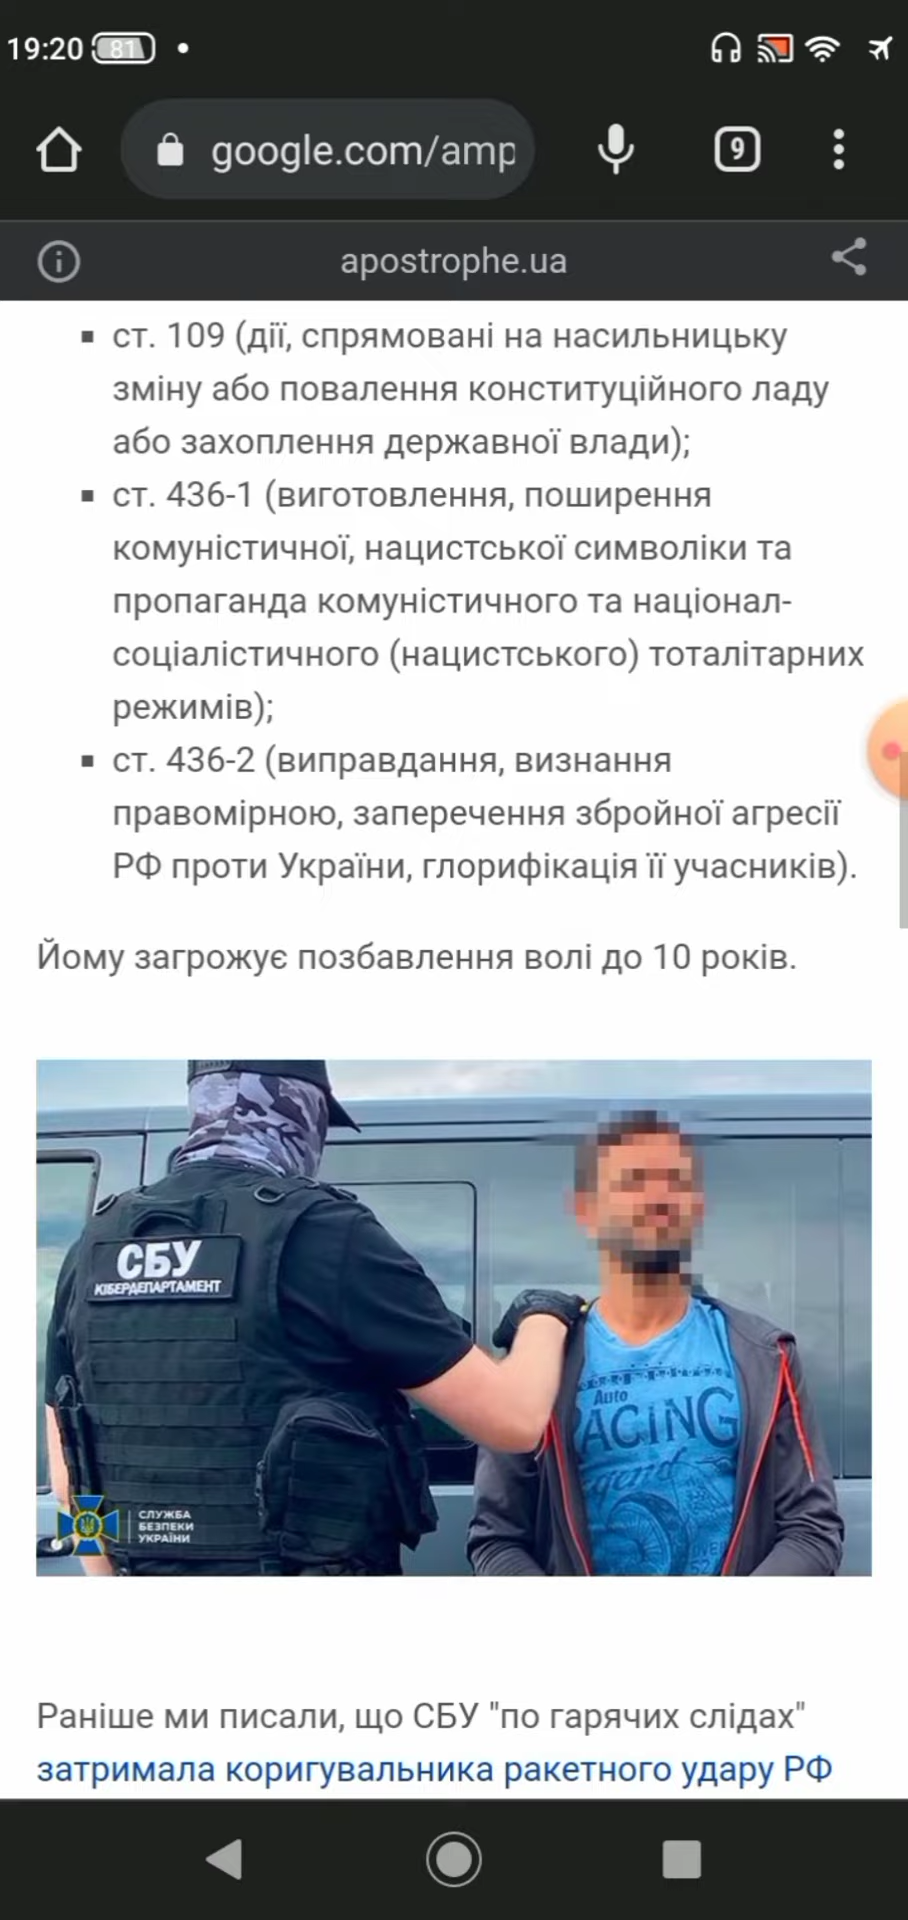 19:20 81
google.com/amp
9
apostrophe.ua
ст. 109 (дії, спрямовані на насильницьку
зміну або повалення конституційного ладу
або захоплення державної влади);
ст. 436-1 (виготовлення, поширення
комуністичної, нацистської символіки та
пропаганда комуністичного та націонал-
соціалістичного (нацистського) тоталітарних
режимів);
ст. 436-2 (виправдання, визнання
правомірною, заперечення збройної агресії
РФ проти України, глорифікація її учасників).
Йому загрожує позбавлення волі до 10 років.
СБУ
КІБЕРДЕПАРТАМЕНТ
Auto
ACING
СЛУЖБА
БЕЗПЕКИ
УКРАЇНИ
Раніше ми писали, що СБУ "по гарячих слідах"
затримала коригувальника ракетного удару РФ